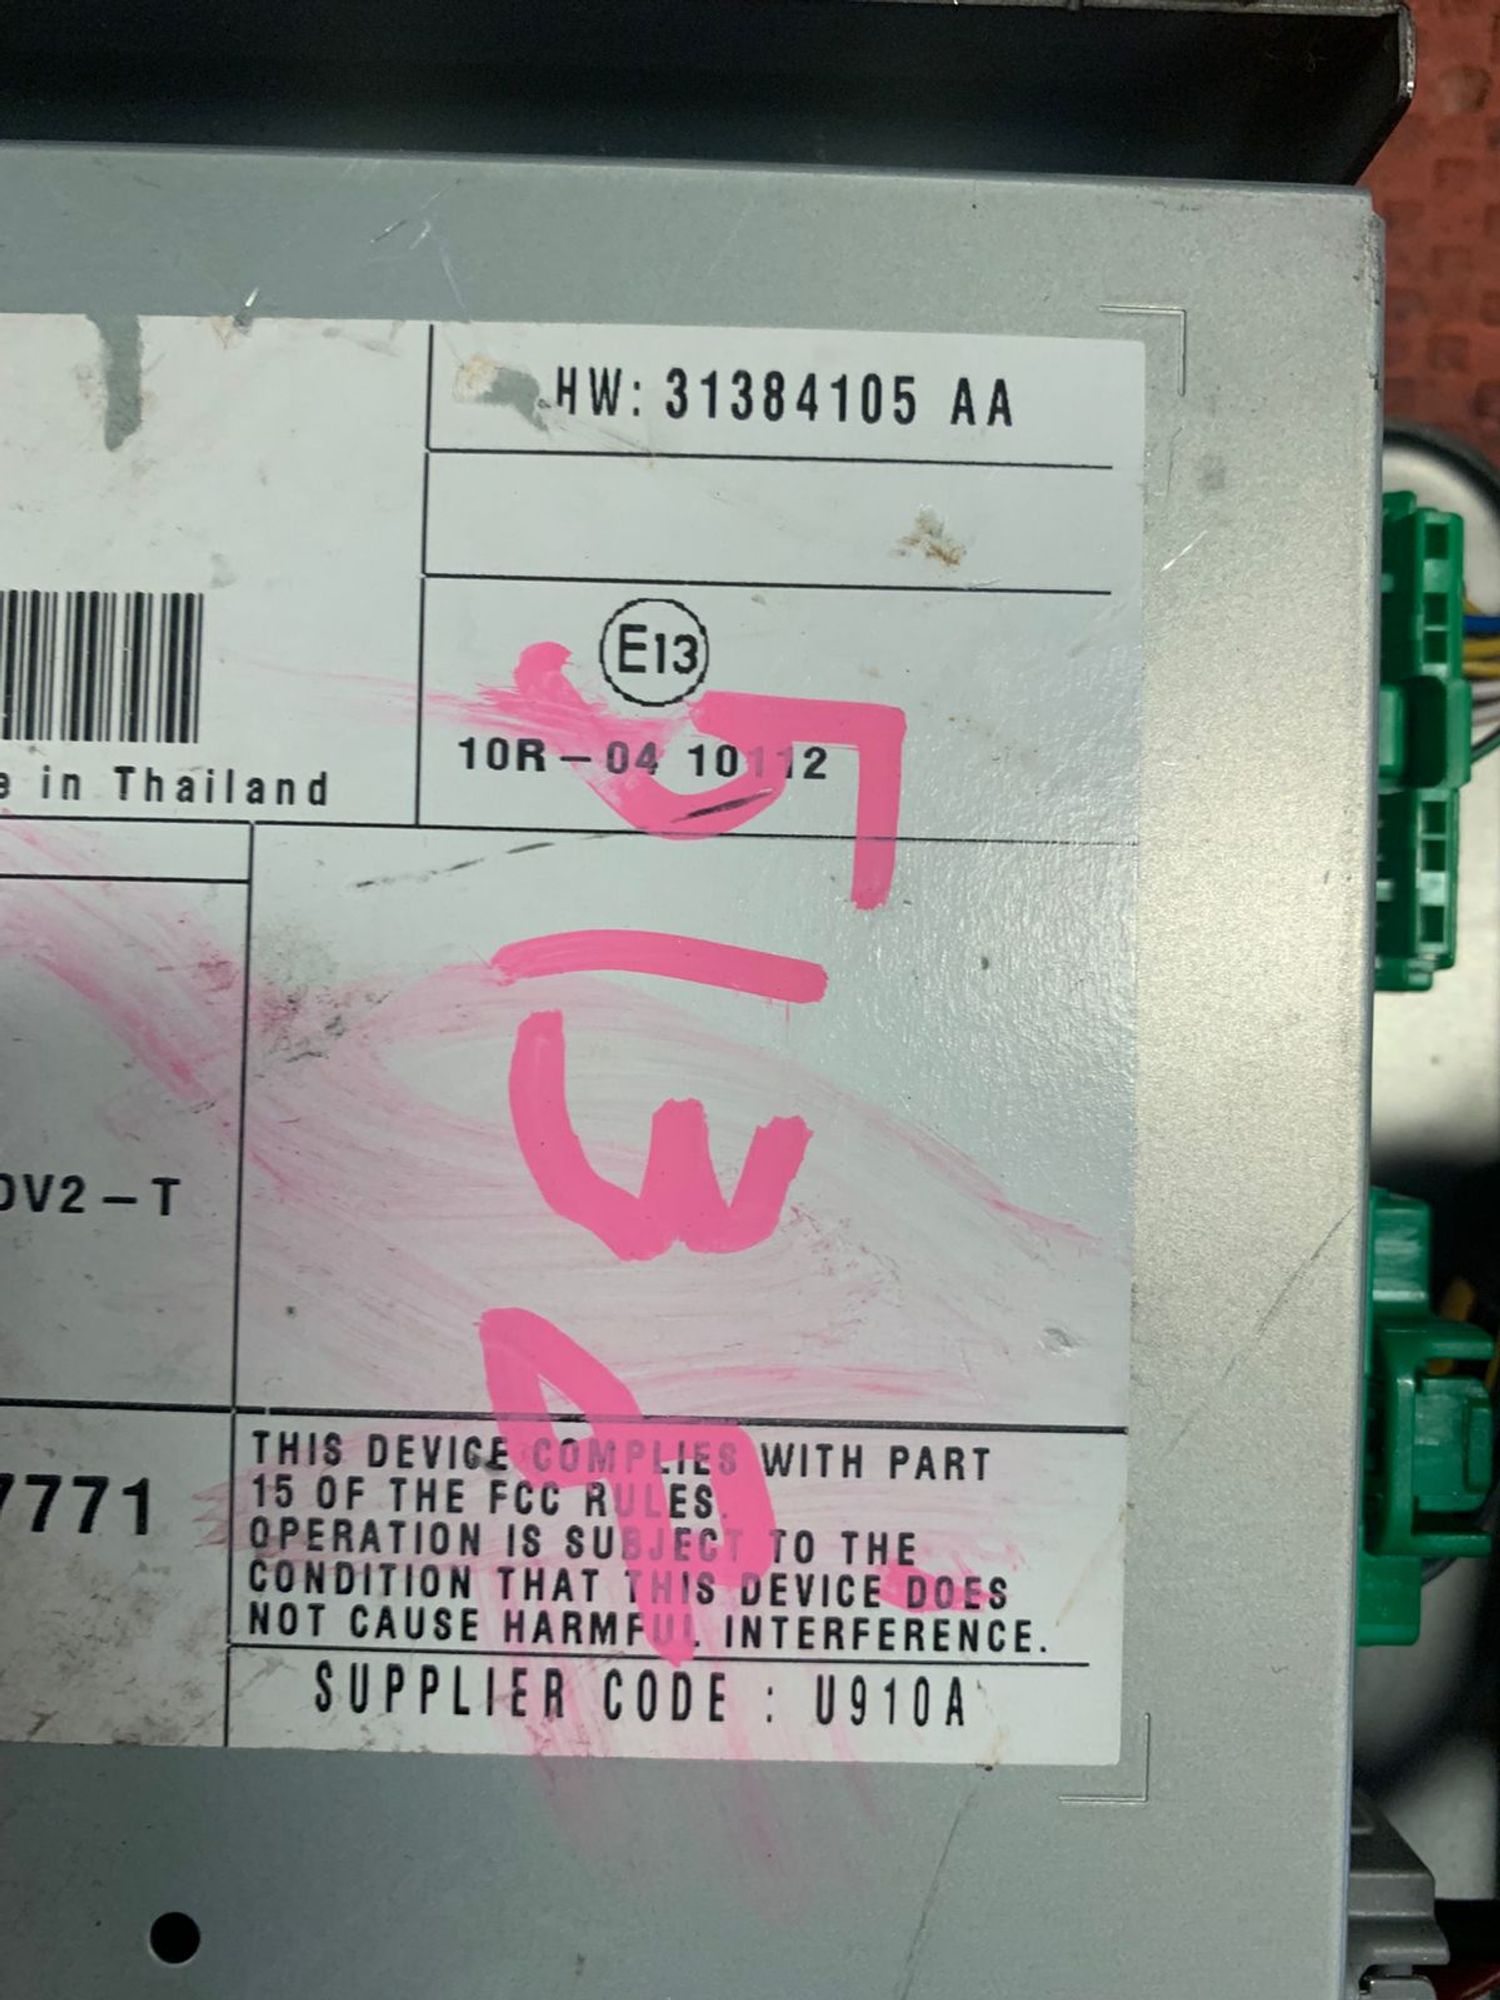 HW: 31384105 AA
E13
10R-04 10112
e in Thailand
DV2-T
7771
THIS DEVICE COMPLIES WITH PART
15 OF THE FCC RULES.
OPERATION IS SUBJECT TO THE
CONDITION THAT THIS DEVICE DOES
NOT CAUSE HARMFUL INTERFERENCE.
SUPPLIER CODE : U910A